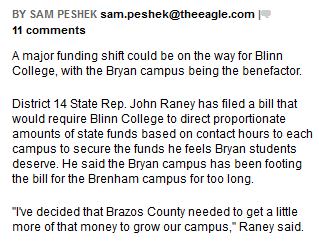 BY SAM PESHEK sam.peshek@theeagle.com |
11 comments
A major funding shift could be on the way for Blinn
College, with the Bryan campus being the benefactor.
District 14 State Rep. John Raney has filed a bill that
would require Blinn College to direct proportionate
amounts of state funds based on contact hours to each
campus to secure the funds he feels Bryan students
deserve. He said the Bryan campus has been footing
the bill for the Brenham campus for too long.
"I've decided that Brazos County needed to get a little
more of that money to grow our campus," Raney said.